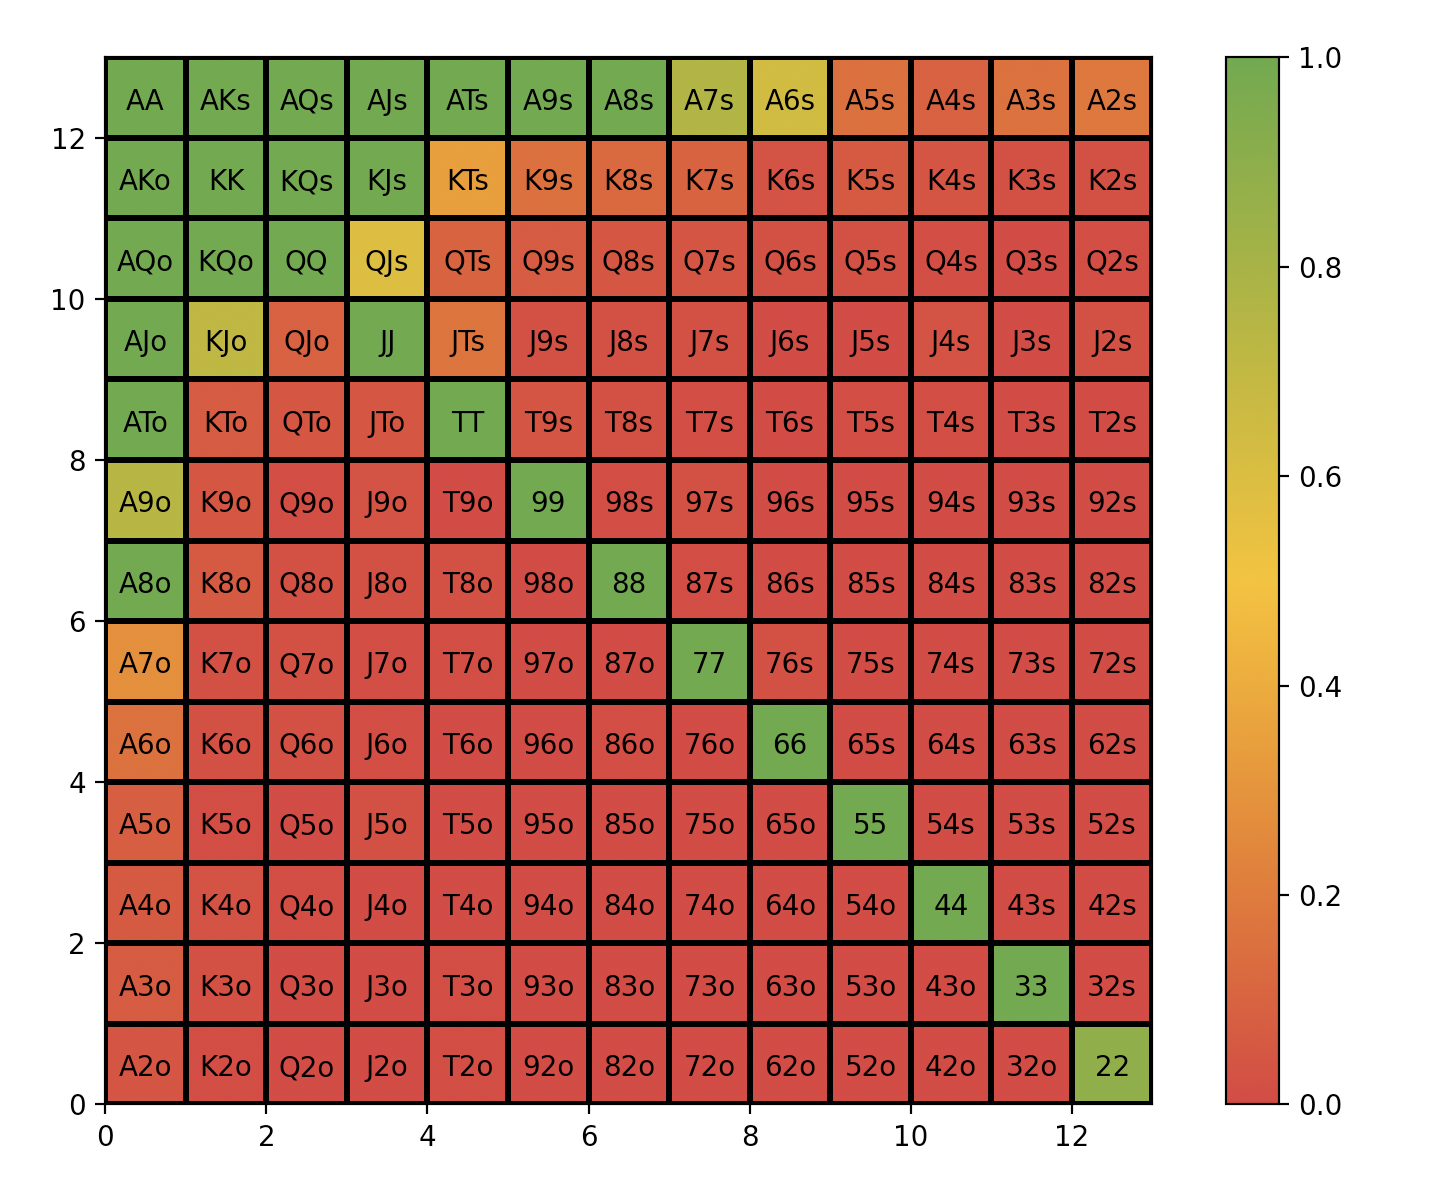 AA AKs AQs AJs ATs A9s A8s A7s A6s A5s A4s A3s A2s 1.0
12
AKo KK KQs KJs KTs K9s K8s K7s K6s K5s K4s K3s K2s
AQo KQo QQ QJs QTs Q9s Q8s Q7s Q6s Q5s Q4s Q3s Q2s 0.8
10
AJo KJo QJo JJ JTs J9s J8s J7s J6s J5s J4s J3s J2s
ATo KTo QTo JTo TT T9s T8s T7s T6s T5s T4s T3s T2s
8 0.6
A9o K9o Q9o J9o T9o 99 98s 97s 96s 95s 94s 93s 92s
A8o K8o Q8o J8o T8o 98o 88 87s 86s 85s 84s 83s 82s
6
A7o K7o Q7o J7o T7o 97o 87o 77 76s 75s 74s 73s 72s 0.4
A6o K6o Q6o J6o T6o 96o 86o 76o 66 65s 64s 63s 62s
4
A5o K5o Q5o J5o T5o 95o 85o 75o 65o 55 54s 53s 52s
A4o K4o Q4o J4o T4o 94o 84o 74o 64o 54o 44 43s 42s 0.2
2
A3o K3o Q3o J3o T3o 93o 83o 73o 63o 53o 43o 33 32s
A2o K2o Q2o J2o T2o 92o 82o 72o 62o 52o 42o 32o 22
0 0.0
0 2 4 6 8 10 12